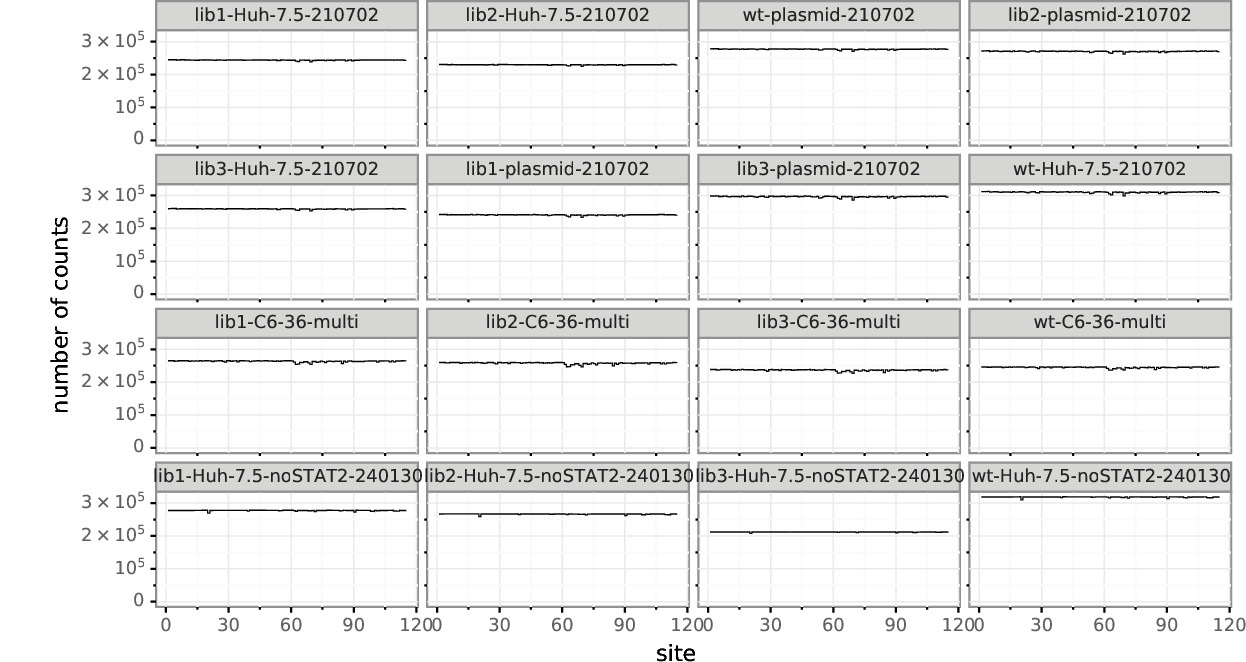 lib1-Huh-7.5-210702 lib2-Huh-7.5-210702 wt-plasmid-210702 lib2-plasmid-210702
3 × 10⁵
2 × 10⁵
10⁵
0
lib3-Huh-7.5-210702 lib1-plasmid-210702 lib3-plasmid-210702 wt-Huh-7.5-210702
3 × 10⁵
2 × 10⁵
10⁵
0
number of counts
lib1-C6-36-multi lib2-C6-36-multi lib3-C6-36-multi wt-C6-36-multi
3 × 10⁵
2 × 10⁵
10⁵
0
lib1-Huh-7.5-noSTAT2-240130 lib2-Huh-7.5-noSTAT2-240130 lib3-Huh-7.5-noSTAT2-240130 wt-Huh-7.5-noSTAT2-240130
3 × 10⁵
2 × 10⁵
10⁵
0
0 30 60 90 120 0 30 60 90 120 0 30 60 90 120 0 30 60 90 120
site